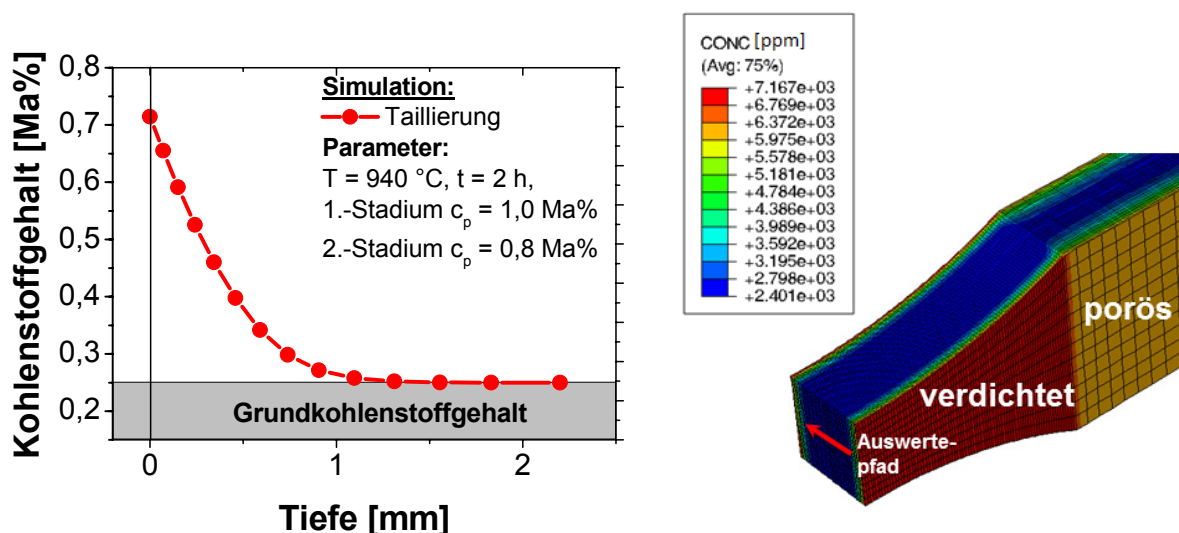 Kohlenstoffgehalt [Ma%]
0,8
0,7
0,6
0,5
0,4
0,3
0,2
Simulation:
Taillierung
Parameter:
T = 940 °C, t = 2 h,
1.-Stadium cp = 1,0 Ma%
2.-Stadium cp = 0,8 Ma%
Grundkohlenstoffgehalt
0 1 2
Tiefe [mm]
CONC [ppm]
(Avg: 75%)
+7.167e+03
+6.769e+03
+6.372e+03
+5.975e+03
+5.578e+03
+5.181e+03
+4.784e+03
+4.386e+03
+3.989e+03
+3.592e+03
+3.195e+03
+2.798e+03
+2.401e+03
porös
verdichtet
Auswerte-
pfad